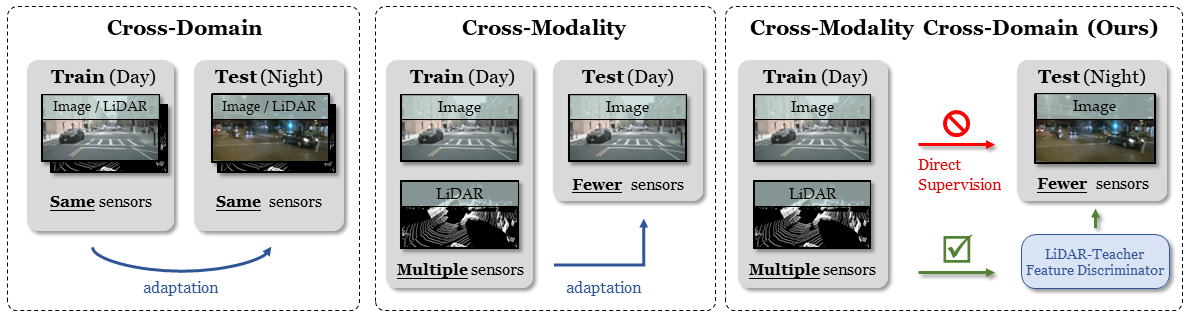 Cross-Domain
Train (Day)
Image / LiDAR
Same sensors
Test (Night)
Image / LiDAR
Same sensors
adaptation
Cross-Modality
Train (Day)
Image
LiDAR
Multiple sensors
Test (Day)
Image
Fewer sensors
adaptation
Cross-Modality Cross-Domain (Ours)
Train (Day)
Image
LiDAR
Multiple sensors
Direct
Supervision
Test (Night)
Image
Fewer sensors
LiDAR-Teacher
Feature Discriminator